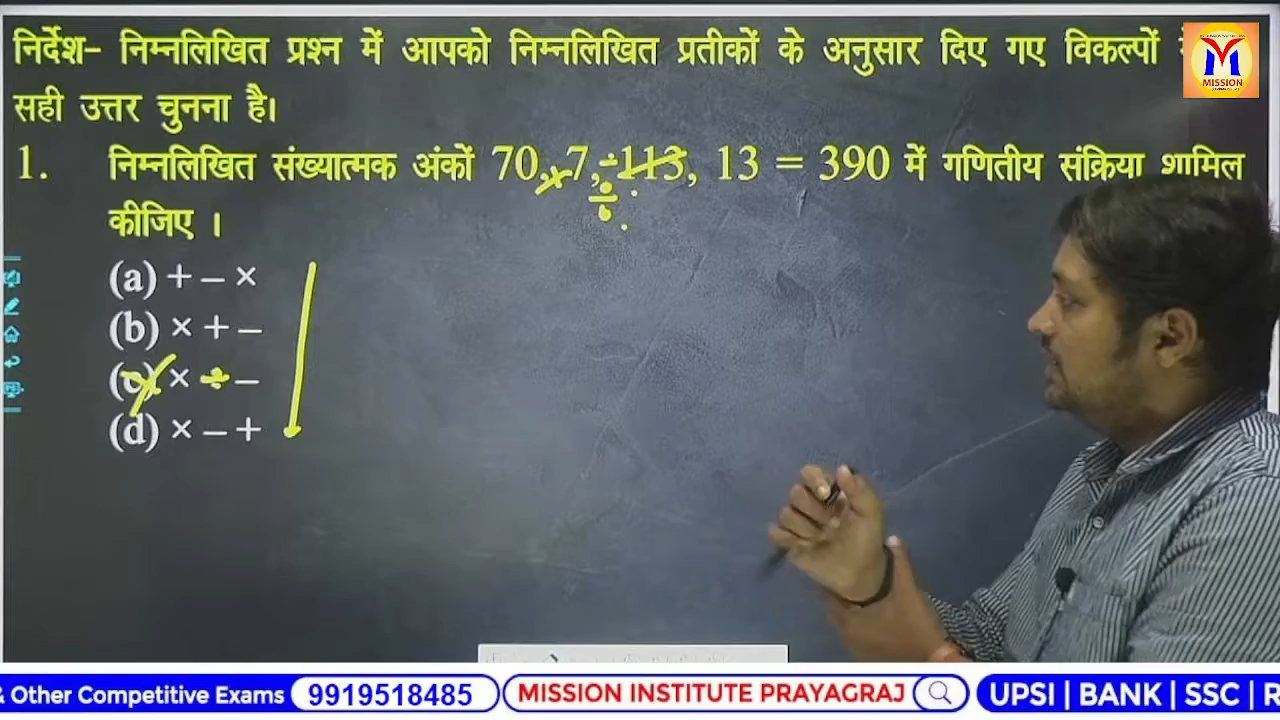 निर्देश- निम्नलिखित प्रश्न में आपको निम्नलिखित प्रतीकों के अनुसार दिए गए विकल्पों
सही उत्तर चुनना है।
1. निम्नलिखित संख्यात्मक अंकों 70, 7, 113, 13 = 390 में गणितीय संक्रिया शामिल
कीजिए ।
(a) + – ×
(b) × + –
(c) × ÷ –
(d) × – +
MISSION
& Other Competitive Exams 9919518485 MISSION INSTITUTE PRAYAGRAJ UPSI | BANK | SSC | R